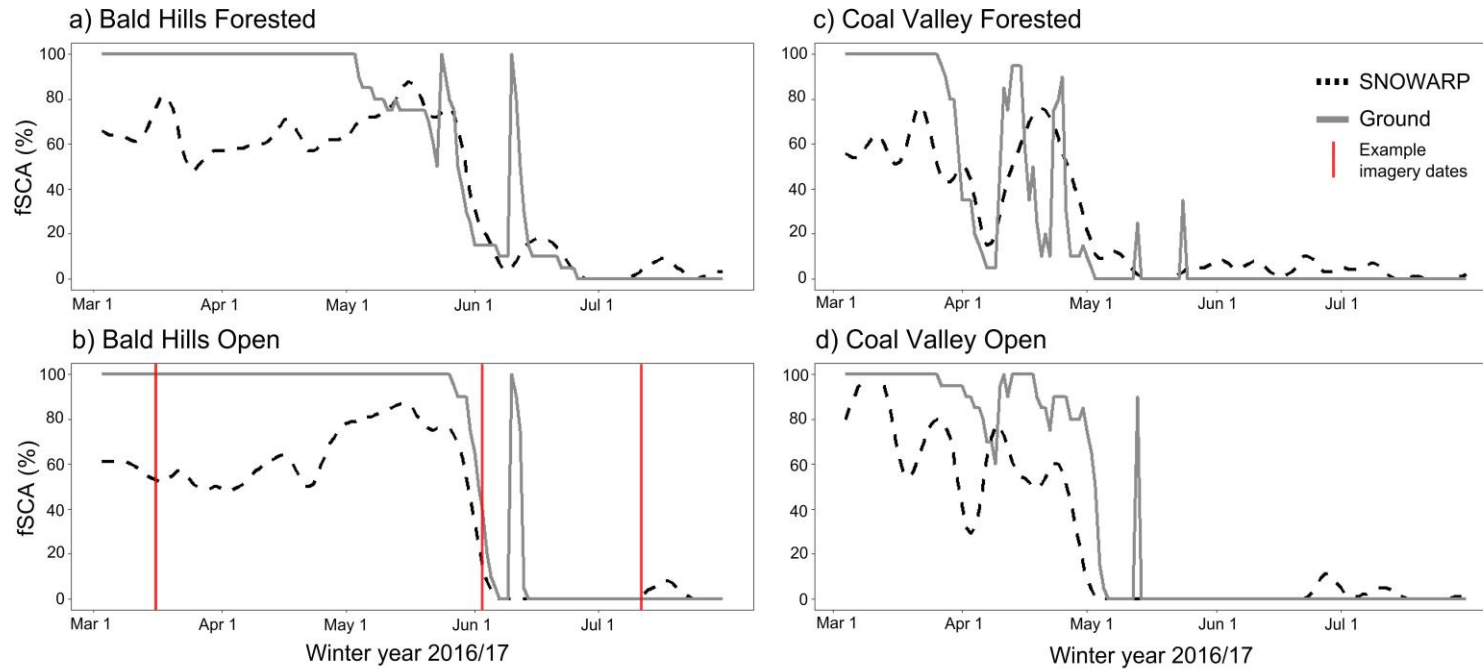 a) Bald Hills Forested
fSCA (%)
100
80
60
40
20
0
Mar 1 Apr 1 May 1 Jun 1 Jul 1
b) Bald Hills Open
fSCA (%)
100
80
60
40
20
0
Mar 1 Apr 1 May 1 Jun 1 Jul 1
Winter year 2016/17
c) Coal Valley Forested
100
80
60
40
20
0
SNOWARP
Ground
Example
imagery dates
Mar 1 Apr 1 May 1 Jun 1 Jul 1
d) Coal Valley Open
100
80
60
40
20
0
Mar 1 Apr 1 May 1 Jun 1 Jul 1
Winter year 2016/17